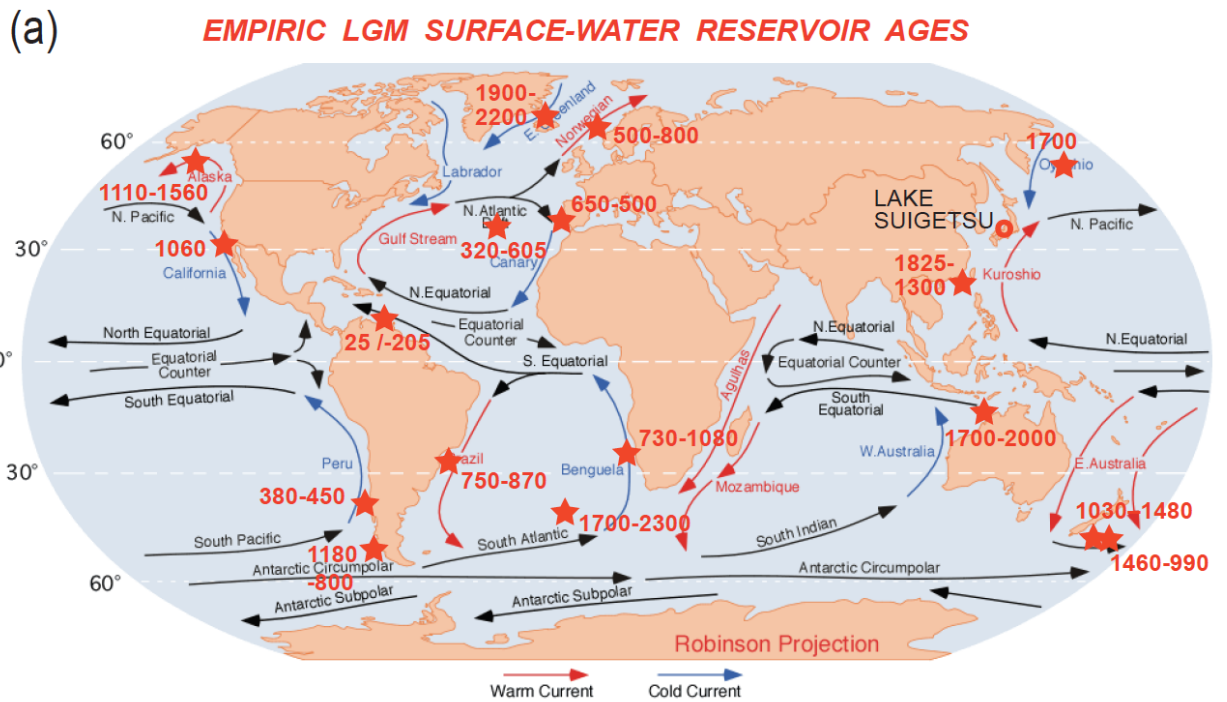 (a)
EMPIRIC LGM SURFACE-WATER RESERVOIR AGES
1900-
2200
E. Greenland
Norwegian
500-800
60°
1700
Oyashio
Alaska
1110-1560
Labrador
LAKE
SUIGETSU
N. Pacific
N.Atlantic
Drift
650-500
N. Pacific
Gulf Stream
320-605
1060
30°
California
Canary
1825-
1300
Kuroshio
N.Equatorial
North Equatorial
Equatorial
Counter
N.Equatorial
N.Equatorial
25 /-205
0°
Equatorial
Counter
S. Equatorial
Equatorial Counter
Agulhas
South Equatorial
South
Equatorial
730-1080
1700-2000
Peru
Brazil
Benguela
W.Australia
E.Australia
30°
750-870
Mozambique
380-450
1700-2300
1030-1480
South Pacific
South Atlantic
South Indian
1180
-800
1460-990
Antarctic Circumpolar
Antarctic Circumpolar
60°
Antarctic Subpolar
Antarctic Subpolar
Robinson Projection
Warm Current
Cold Current